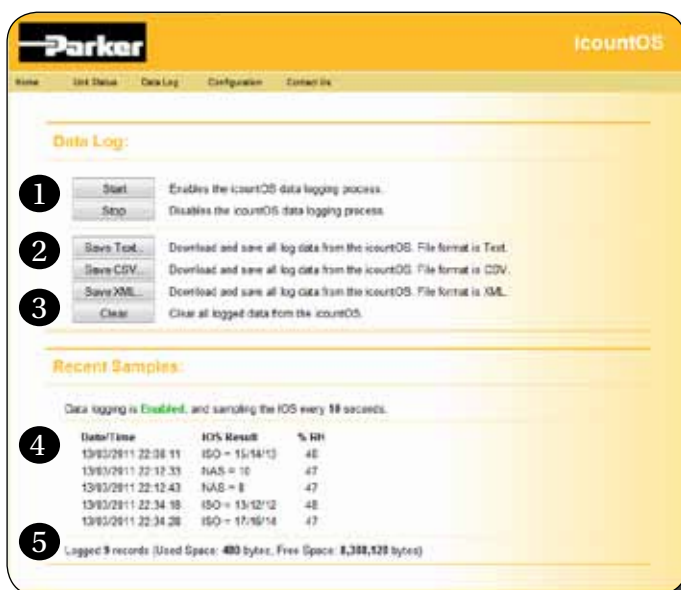 Parker
icountOS
Home Unit Status Data Log Configuration Contact Us
Data Log:
1 Start Enables the icountOS data logging process.
Stop Disables the icountOS data logging process.
2 Save Text... Download and save all log data from the icountOS. File format is Text.
Save CSV... Download and save all log data from the icountOS. File format is CSV.
Save XML... Download and save all log data from the icountOS. File format is XML.
3 Clear Clear all logged data from the icountOS.
Recent Samples:
Data logging is Enabled, and sampling the IOS every 10 seconds.
4 Date/Time IOS Result % RH
13/03/2011 ISO = 15/14/13 48
13/03/2011 22:12:33 NAS = 10 47
13/03/2011 22:12:43 NAS = 8 47
13/03/2011 22:34:18 ISO = 13/12/12 48
13/03/2011 22:34:28 ISO = 17/16/14 47
5 Logged 9 records (Used Space: 480 bytes, Free Space: bytes)